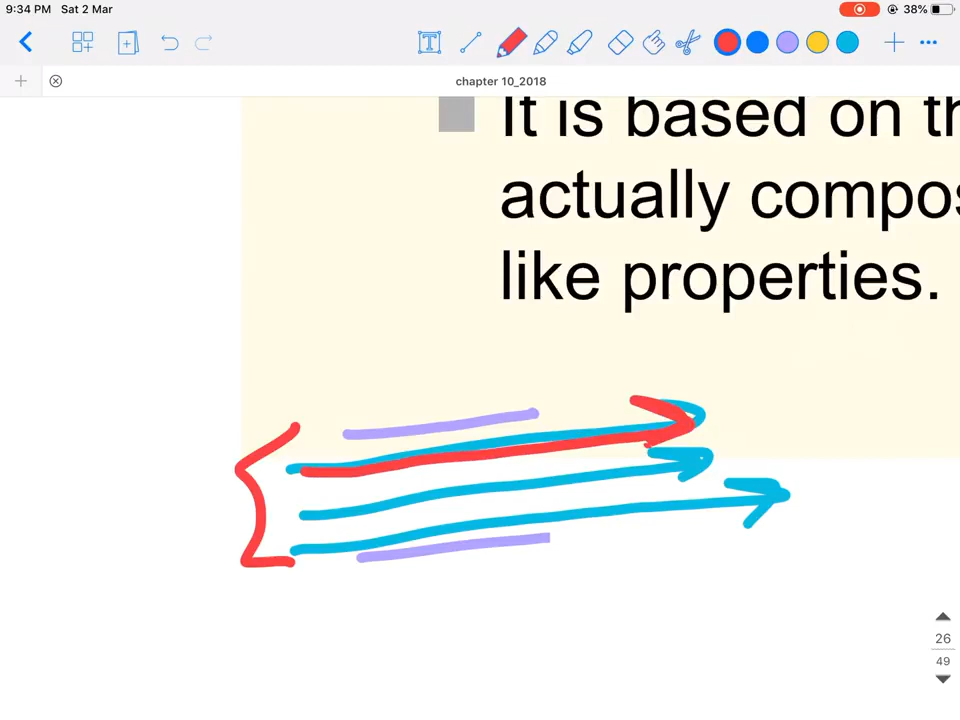 9:34 PM Sat 2 Mar
38%
T
chapter 10_2018
It is based on th
actually compos
like properties.
26
49